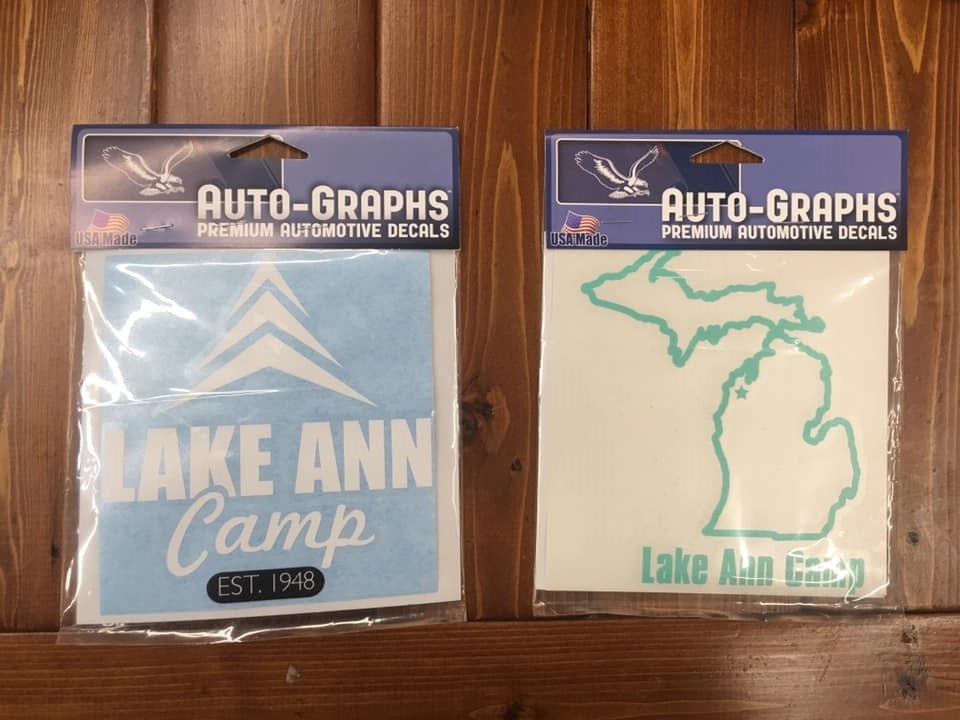 AUTO-GRAPHS
PREMIUM AUTOMOTIVE DECALS
USA Made
LAKE ANN
Camp
EST. 1948
AUTO-GRAPHS
PREMIUM AUTOMOTIVE DECALS
USA Made
Lake Ann Camp